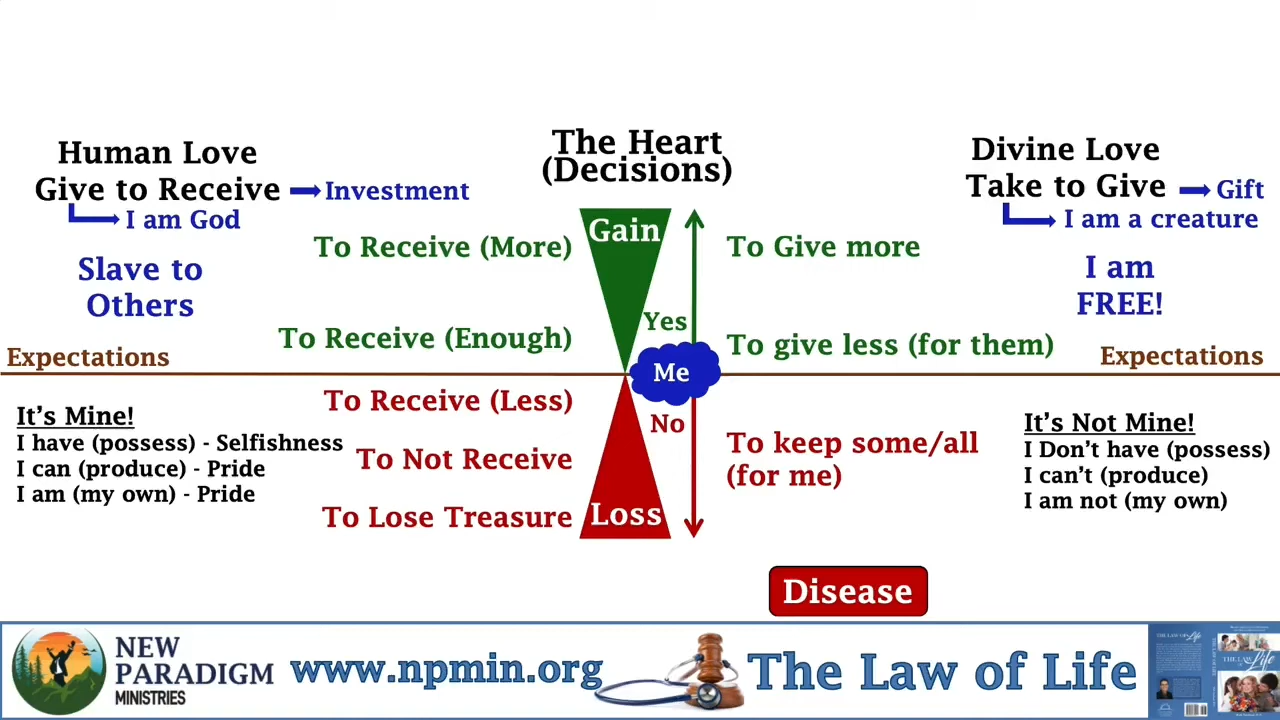 Human Love
Give to Receive
Investment
I am God
Slave to
Others
The Heart
(Decisions)
Divine Love
Take to Give
Gift
I am a creature
I am
FREE!
Gain
To Receive (More)
To Give more
Yes
To Receive (Enough)
To give less (for them)
Expectations
Expectations
Me
It's Mine!
I have (possess) - Selfishness
I can (produce) - Pride
I am (my own) - Pride
To Receive (Less)
No
To Not Receive
To Lose Treasure
Loss
To keep some/all
(for me)
It's Not Mine!
I Don't have (possess)
I can't (produce)
I am not (my own)
Disease
NEW
PARADIGM
MINISTRIES
www.npmin.org
The Law of Life